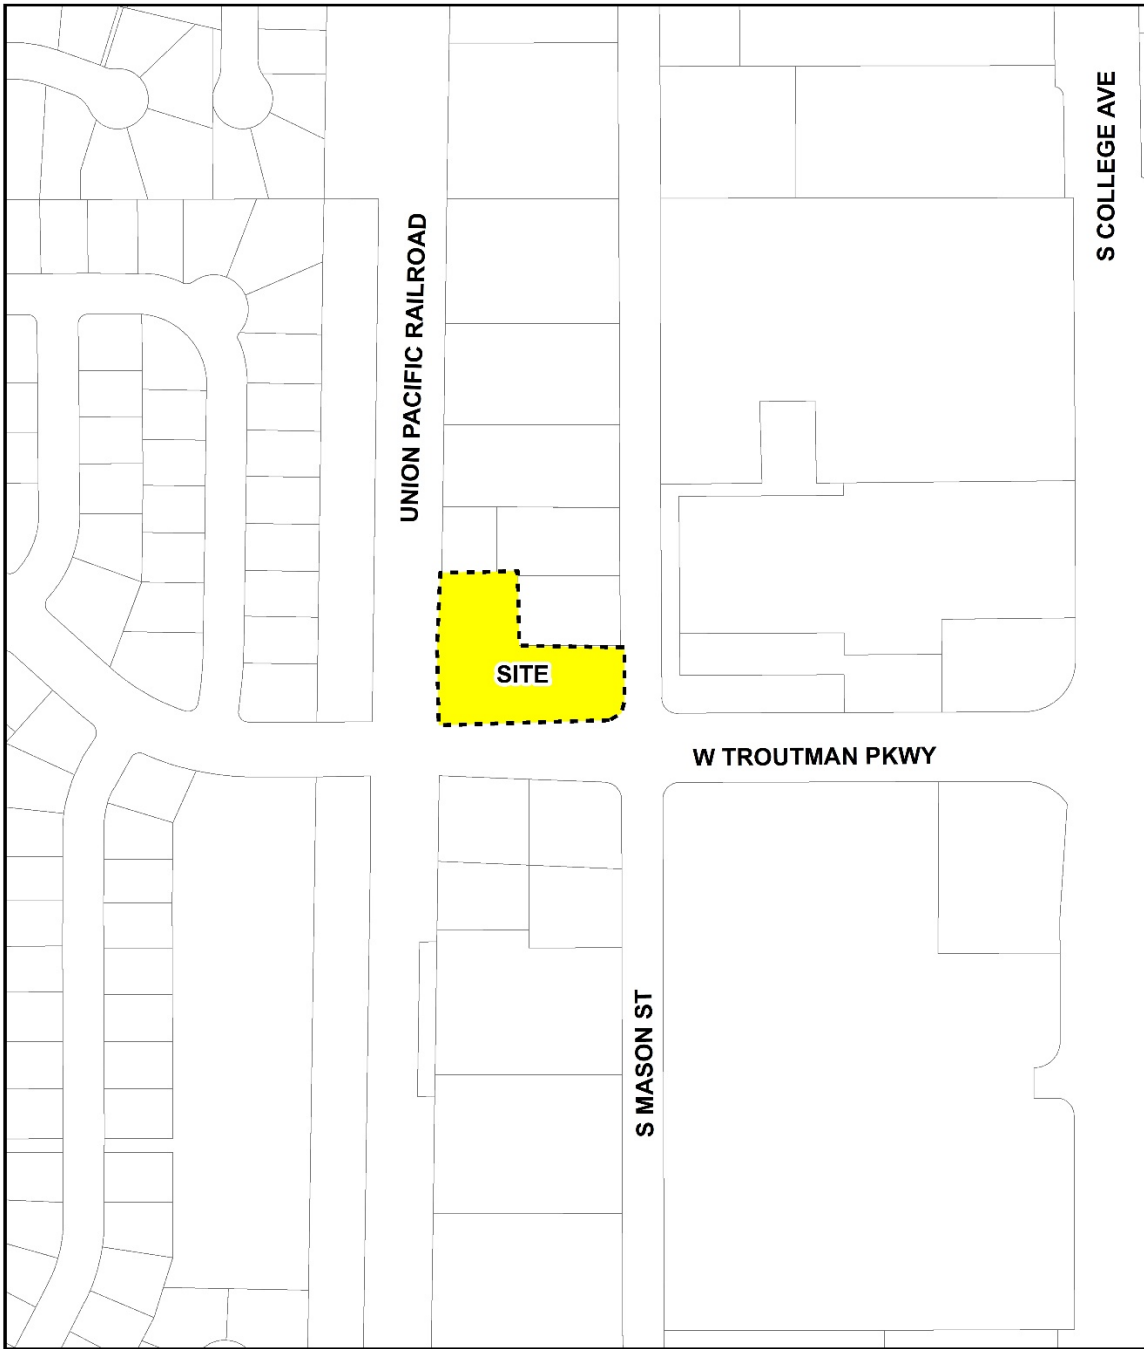 S COLLEGE AVE
UNION PACIFIC RAILROAD
SITE
W TROUTMAN PKWY
S MASON ST